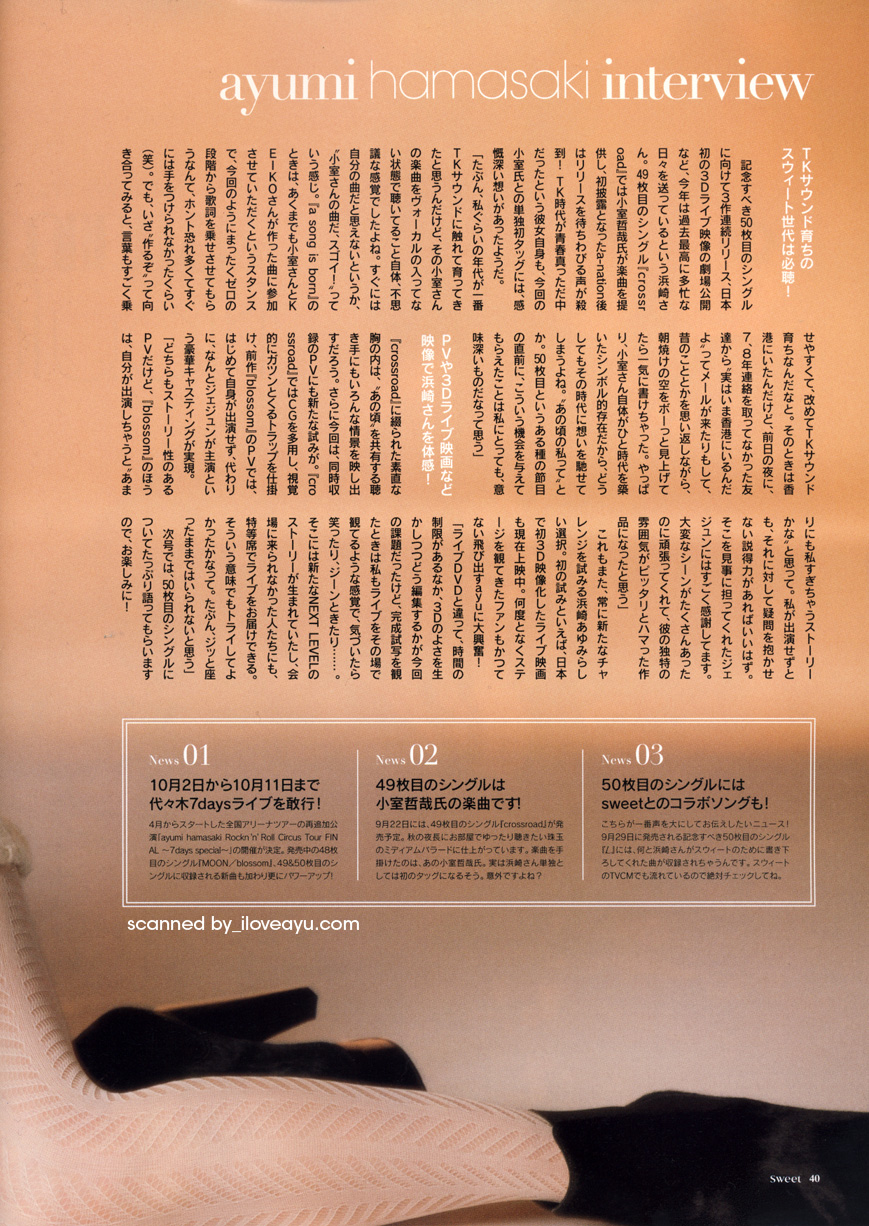 ayumi hamasaki interview
TKサウンド育ちの
スウィート世代は必聴！
記念すべき50枚目のシングル
に向けて3作連続リリース、日本
初の3Dライブ映像の劇場公開
など、今年は過去最高に多忙な
日々を送っているという浜崎さ
ん。49枚目のシングル『crossr
oad』では小室哲哉氏が楽曲を提
供し、初披露となったa-nation後
はリリースを待ちわびる声が殺
到！TK時代が青春真っただ中
だったという彼女自身も、今回の
小室氏との単独初タッグには、感
慨深い想いがあったようだ。
「たぶん、私ぐらいの年代が一番
TKサウンドに触れて育ってき
たと思うんだけど、その小室さん
の楽曲をヴォーカルの入ってな
い状態で聴いてること自体、不思
議な感覚でしたよね。すぐには
自分の曲だと思えないというか、
“小室さんの曲だ、スゴイ！”って
いう感じ。『a song is born』の
ときは、あくまでも小室さんとK
EIKOさんが作った曲に参加
させていただくというスタンス
で、今回のようにまったくゼロの
段階から歌詞を乗せさせてもら
うなんて、ホント恐れ多くてすぐ
には手をつけられなかったくらい
（笑）。でも、いざ“作るぞ”って向
き合ってみると、言葉もすごく乗
せやすくて、改めてTKサウンド
育ちなんだなと。そのときは香
港にいたんだけど、前日の夜に、
7、8年連絡を取ってなかった友
達から“実はいま香港にいるんだ
よ”ってメールが来たりもして、
昔のこととかを思い返しながら、
朝焼けの空をボーっと見上げて
たら一気に書けちゃった。やっぱ
り、小室さん自体がひと時代を築
いたシンボル的存在だから、どう
してもその時代に想いを馳せて
しまうよね。“あの頃の私って”と
か。50枚目というある種の節目
の直前に、こういう機会を与えて
もらえたことは私にとっても、意
味深いものだなって思う」
PVや3Dライブ映画など
映像で浜崎さんを体感！
『crossroad』に綴られた素直な
胸の内は、“あの頃”を共有する聴
き手にもいろんな情景を映し出
すだろう。さらに今回は、同時収
録のPVにも新たな試みが。『cro
ssroad』ではCGを多用し、視覚
的にガツンとくるトラップを仕掛
け、前作『blossom』のPVでは、
はじめて自身が出演せず、代わり
に、なんとジェジュンが主演とい
う豪華キャスティングが実現。
「どちらもストーリー性のある
PVだけど、『blossom』のほう
は、自分が出演しちゃうと“あま
りにも私すぎちゃうストーリー
かな”と思って。私が出演せずと
も、それに対して疑問を抱かせ
ない説得力があればいいはず。
そこを見事に担ってくれたジェ
ジュンにはすごく感謝してます。
大変なシーンがたくさんあった
のに頑張ってくれて、彼の独特の
雰囲気がピッタリとハマった作
品になったと思う」
これもまた、常に新たなチャ
レンジを試みる浜崎あゆみらし
い選択。初の試みといえば、日本
で初3D映像化したライブ映画
も現在上映中。何度となくステ
ージを観てきたファンもかつて
ない飛び出すayuに大興奮！
「ライブDVDと違って、時間の
制限があるなか、3Dのよさを生
かしつつどう編集するかが今回
の課題だったけど、完成試写を観
たときは私もライブをその場で
観てるような感覚で、気づいたら
笑ったり、ジーンときたり……。
そこには新たなNEXT LEVELの
ストーリーが生まれていたし、会
場に来られなかった人たちにも、
特等席でライブをお届けできる。
そういう意味でもトライしてよ
かったかなって。たぶん、ジッと座
ったままではいられないと思う」
次号では、50枚目のシングルに
ついてたっぷり語ってもらいます
ので、お楽しみに！
News 01
10月2日から10月11日まで
代々木7daysライブを敢行！
4月からスタートした全国アリーナツアーの再追加公
演「ayumi hamasaki Rockn'n' Roll Circus Tour FIN
AL ～7days special～」の開催が決定。発売中の48枚
目のシングル『MOON／blossom』、49&50枚目のシ
ングルに収録される新曲も加わり更にパワーアップ！
News 02
49枚目のシングルは
小室哲哉氏の楽曲です！
9月22日には、49枚目のシングル『crossroad』が発
売予定。秋の夜長にお部屋でゆったり聴きたい珠玉
のミディアムバラードに仕上がっています。楽曲を手
掛けたのは、あの小室哲哉氏。実は浜崎さん単独と
しては初のタッグになるそう。意外ですよね？
News 03
50枚目のシングルには
sweetとのコラボソングも！
こちらが一番声を大にしてお伝えしたいニュース！
9月29日に発売される記念すべき50枚目のシングル
『L』には、何と浜崎さんがスウィートのために書き下
ろしてくれた曲が収録されちゃうんです。スウィート
のTVCMでも流れているので絶対チェックしてね。
scanned by_iloveayu.com
Sweet 40